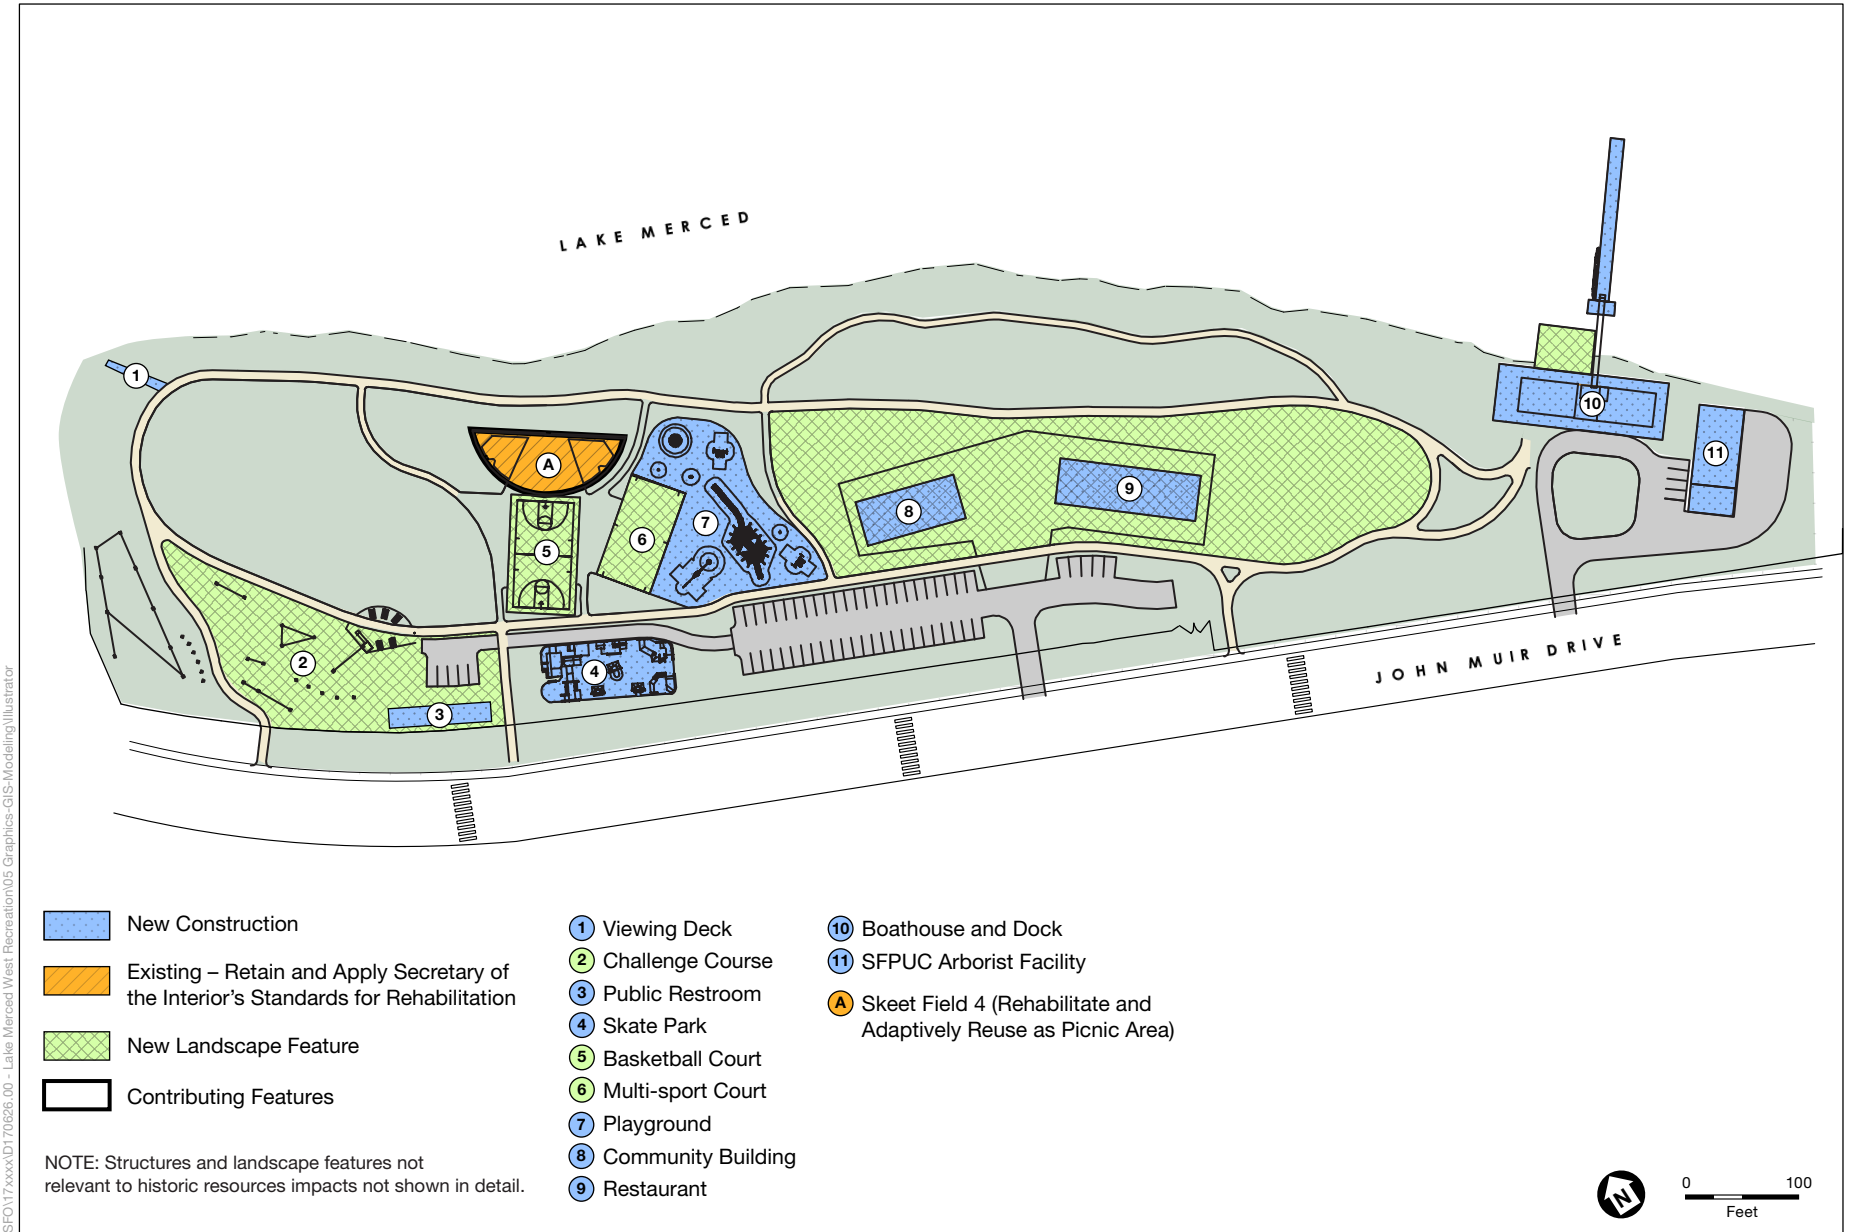 LAKE MERCED
1
A
10
11
9
8
7
5
6
2
4
3
JOHN MUIR DRIVE
SFO\17xxxx\D170626.00 - Lake Merced West Recreation\05 Graphics-GIS-Modeling\Illustrator
New Construction
Existing – Retain and Apply Secretary of
the Interior's Standards for Rehabilitation
New Landscape Feature
Contributing Features
NOTE: Structures and landscape features not
relevant to historic resources impacts not shown in detail.
1 Viewing Deck
2 Challenge Course
3 Public Restroom
4 Skate Park
5 Basketball Court
6 Multi-sport Court
7 Playground
8 Community Building
9 Restaurant
10 Boathouse and Dock
11 SFPUC Arborist Facility
A Skeet Field 4 (Rehabilitate and
Adaptively Reuse as Picnic Area)
N
0 100
Feet